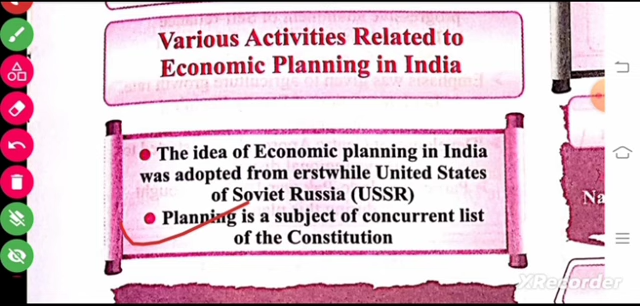 Various Activities Related to
Economic Planning in India
The idea of Economic planning in India
was adopted from erstwhile United States
of Soviet Russia (USSR)
Planning is a subject of concurrent list
of the Constitution
Na
XRecorder